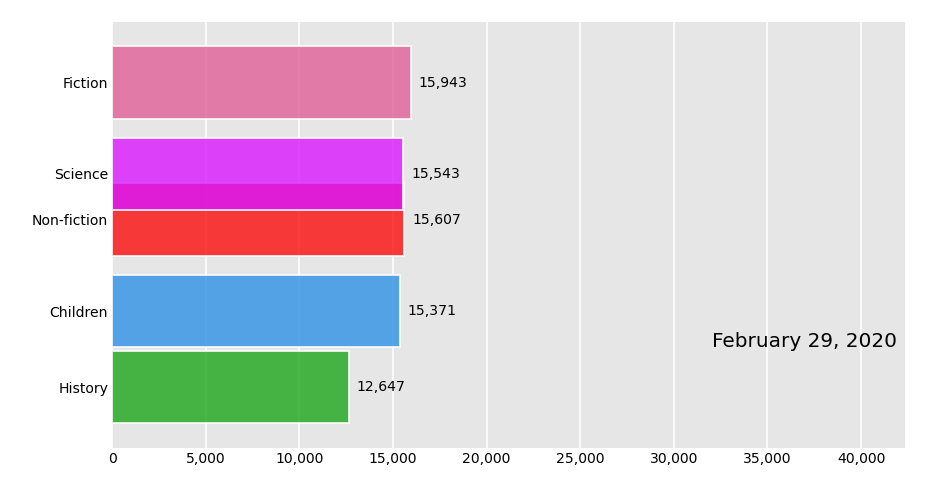 Fiction 15,943
Science 15,543
Non-fiction 15,607
Children 15,371
February 29, 2020
History 12,647
0 5,000 10,000 15,000 20,000 25,000 30,000 35,000 40,000